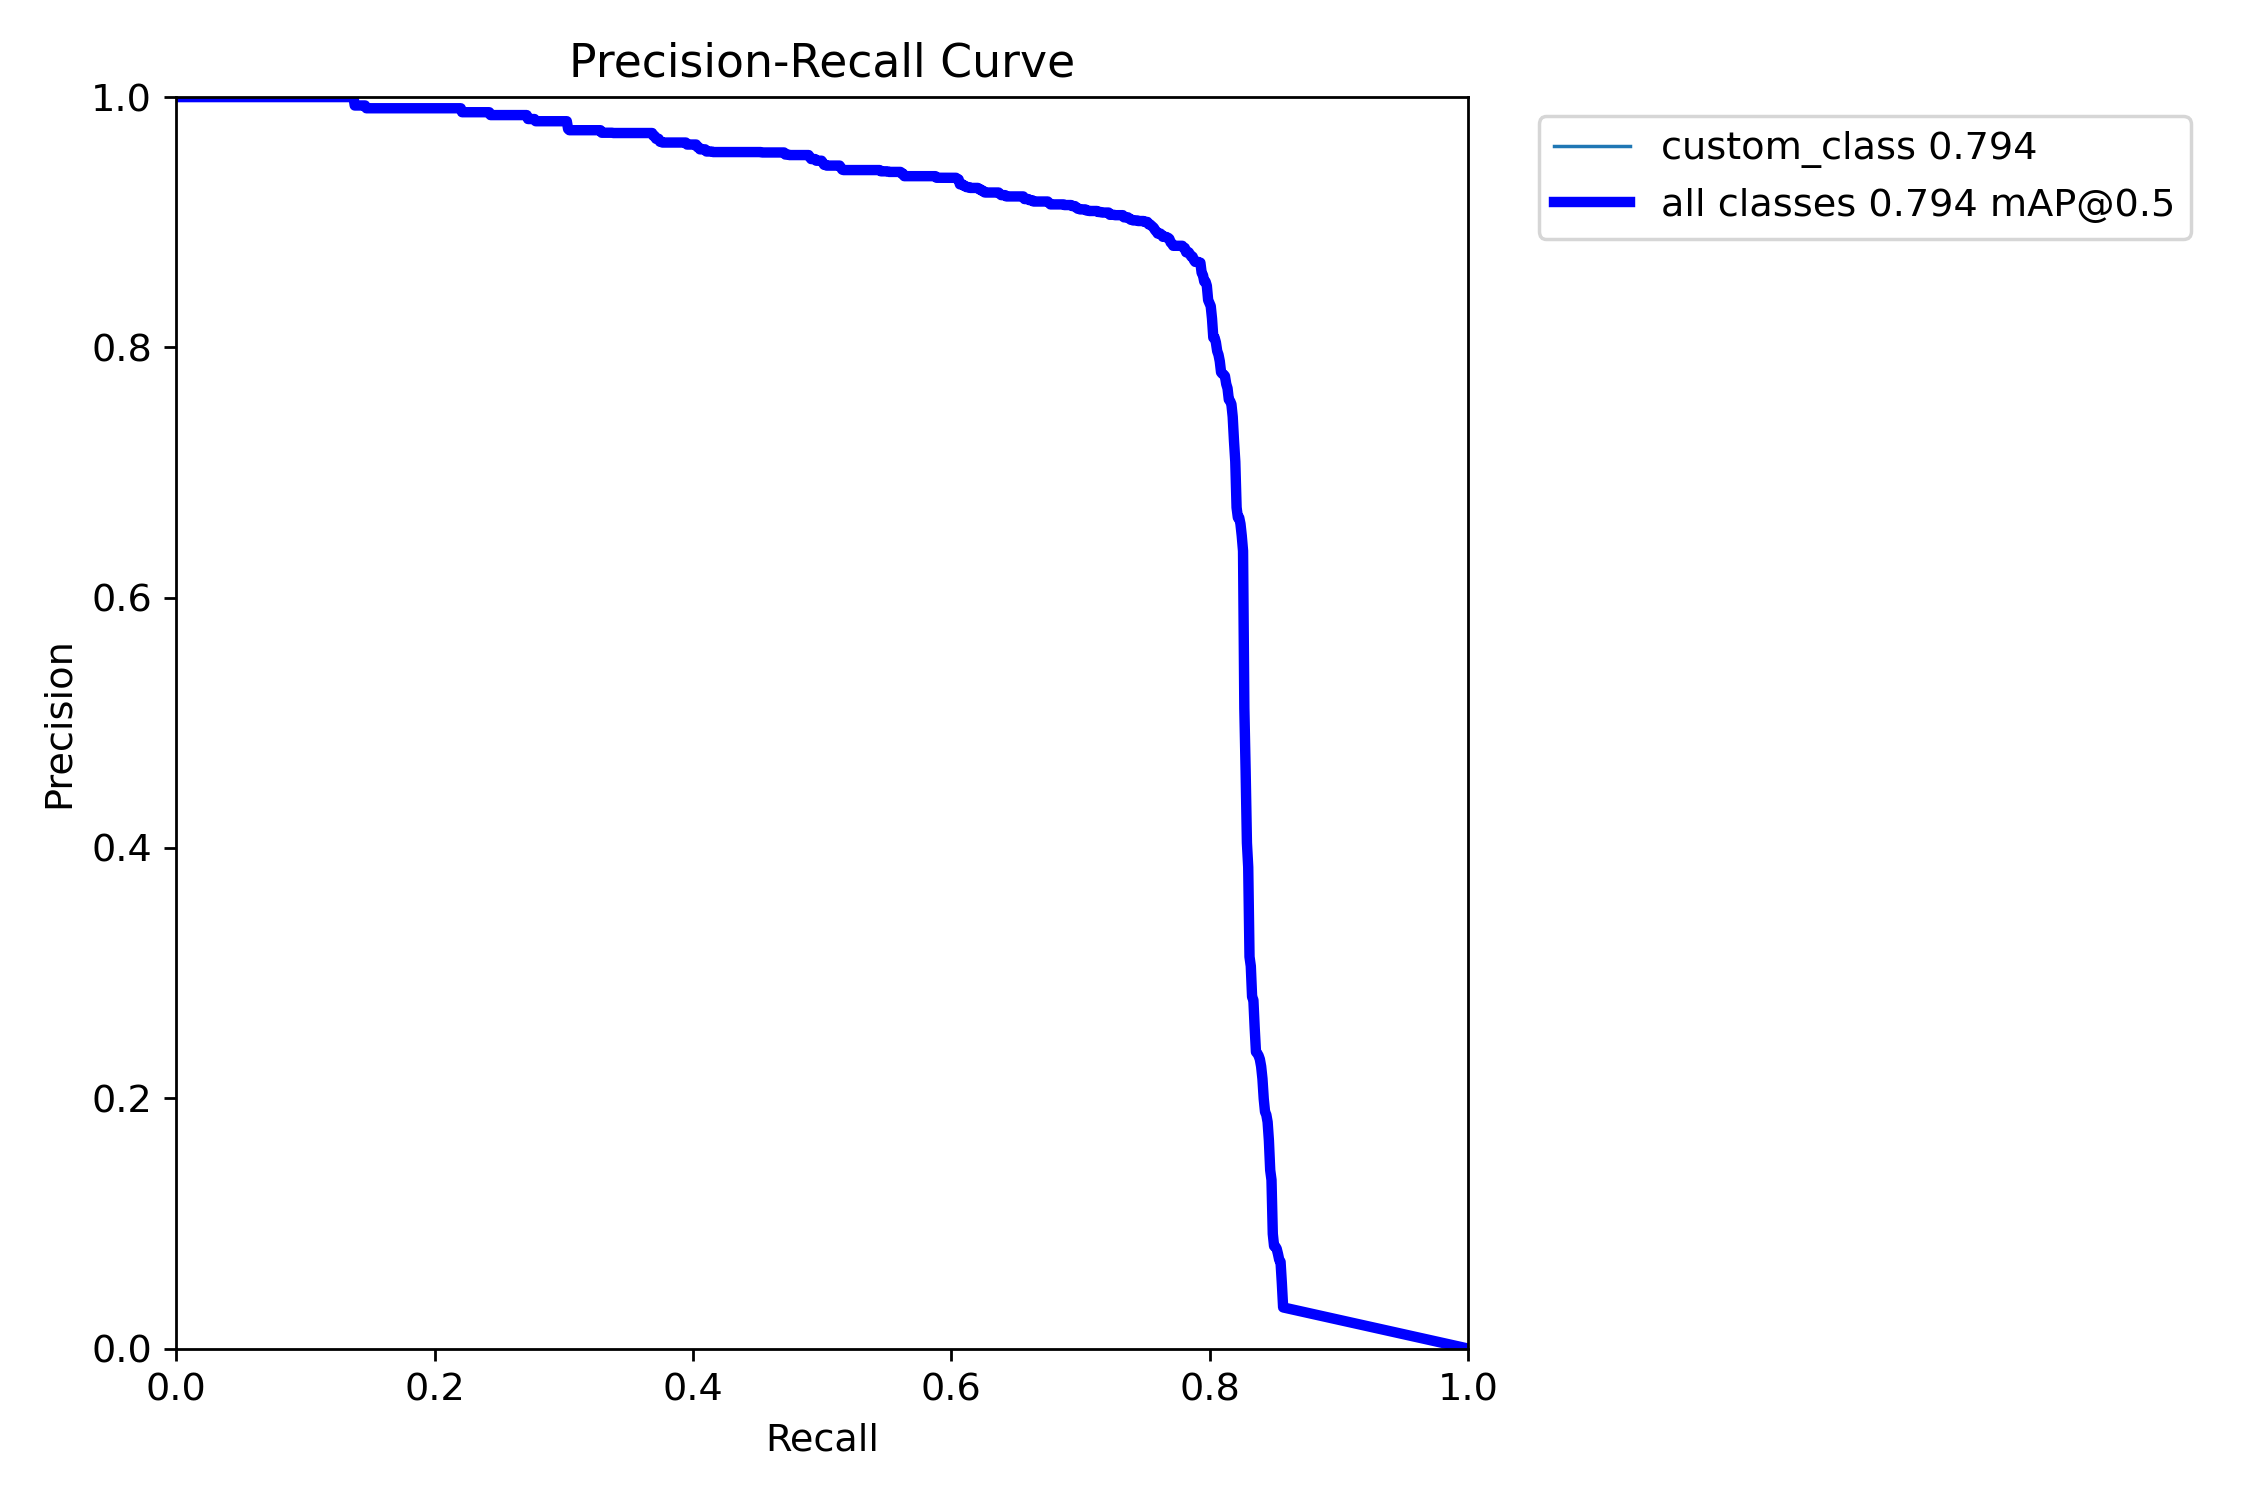 Precision-Recall Curve
1.0
0.8
0.6
0.4
0.2
0.0
Precision
0.0 0.2 0.4 0.6 0.8 1.0
Recall
custom_class 0.794
all classes 0.794 mAP@0.5